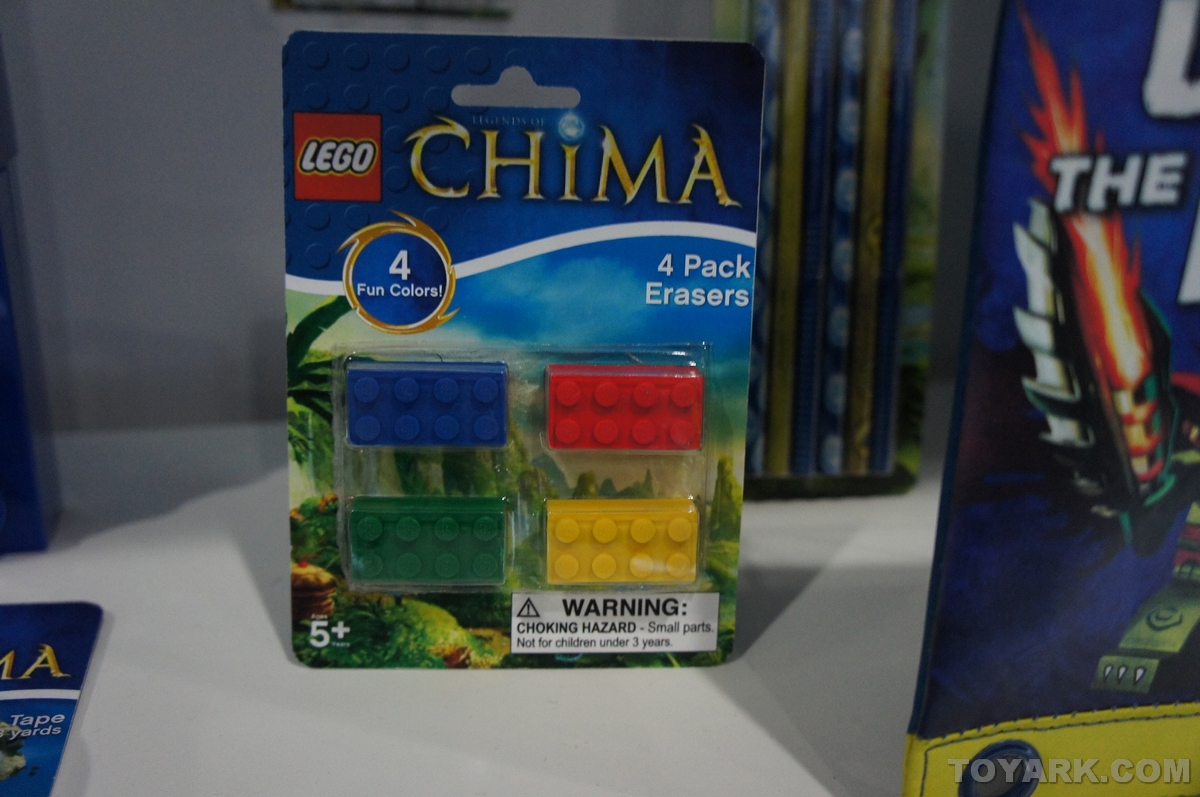 LEGO
LEGENDS OF
CHIMA
4
Fun Colors!
4 Pack
Erasers
Ages
5+
WARNING:
CHOKING HAZARD - Small parts.
Not for children under 3 years.
MA
Tape
yards
THE
TOYARK.COM